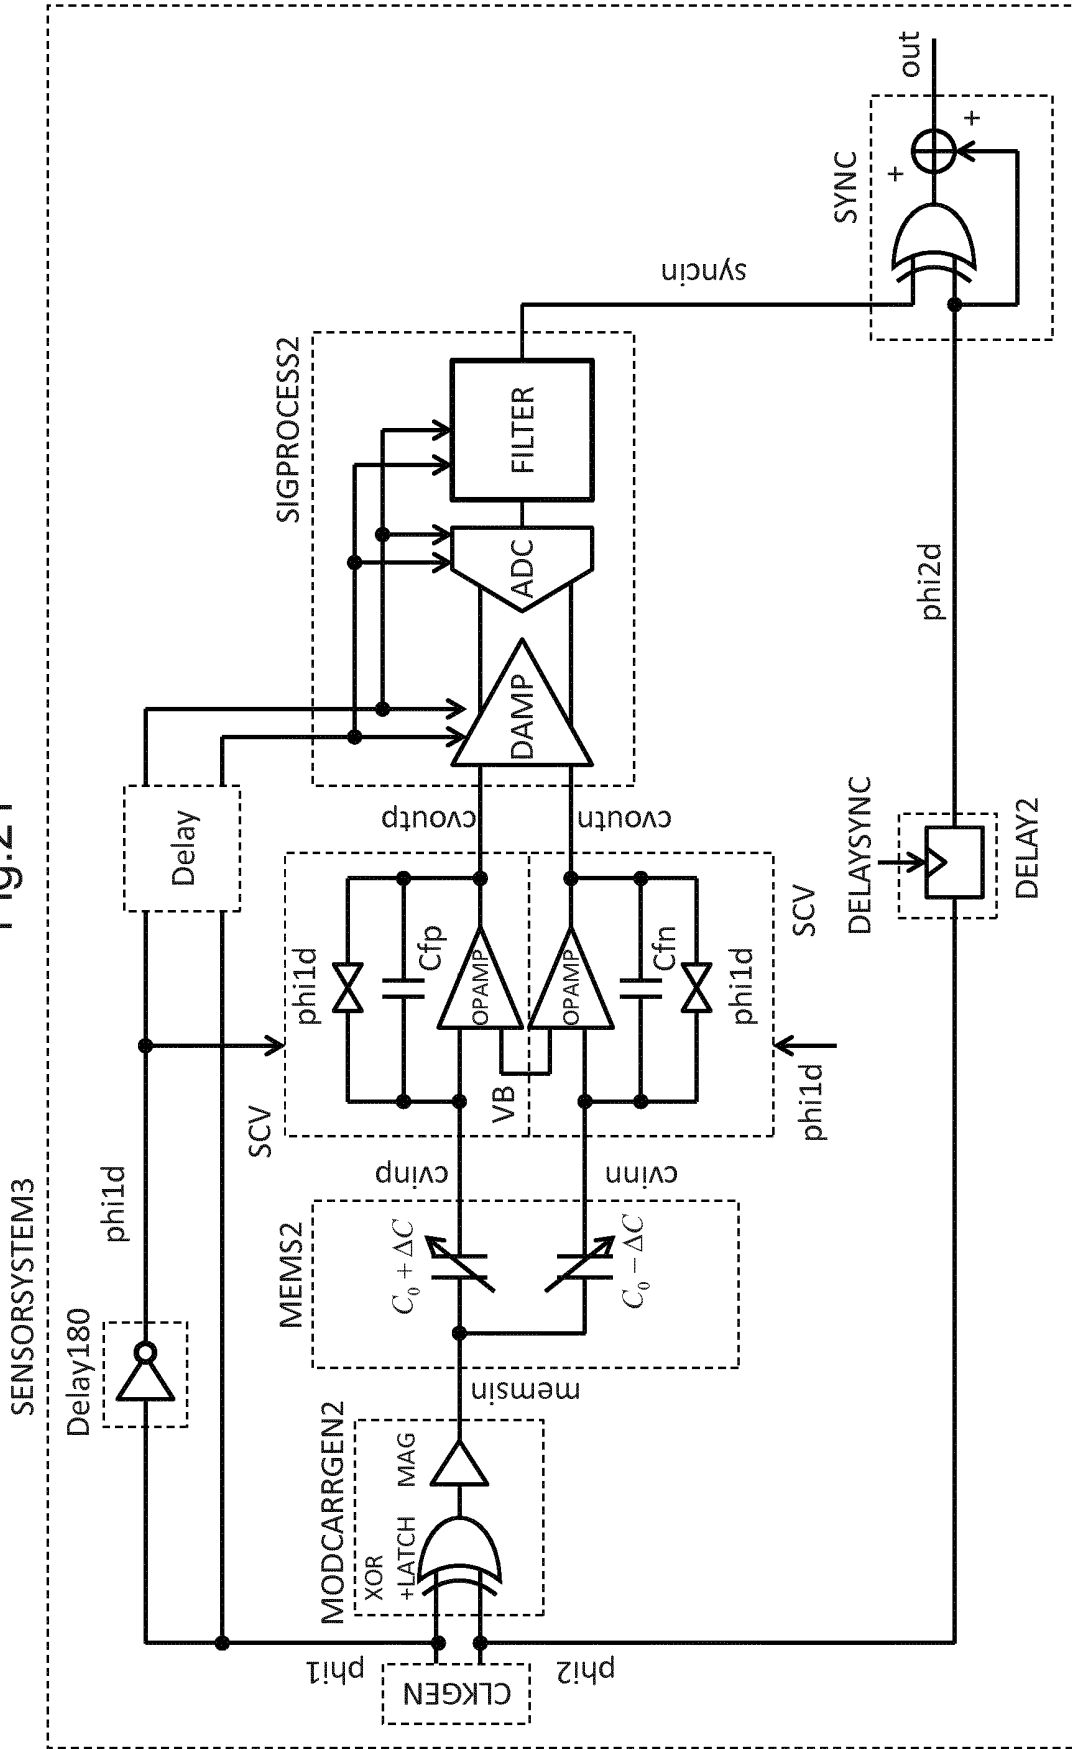 Fig.21
SENSORSYSTEM3
Delay180
phi1d
Delay
SIGPROCESS2
SCV
phi1d
Cfp
OPAMP
VB
OPAMP
Cfn
phi1d
SCV
phi1d
cvoutp
cvoutn
DAMP
ADC
FILTER
syncin
SYNC
+
+
out
MODCARRGEN2
XOR
+LATCH
MAG
memsin
MEMS2
C₀ + ΔC
C₀ − ΔC
cvinp
cvinn
phi1
CLKGEN
phi2
DELAYSYNC
DELAY2
phi2d